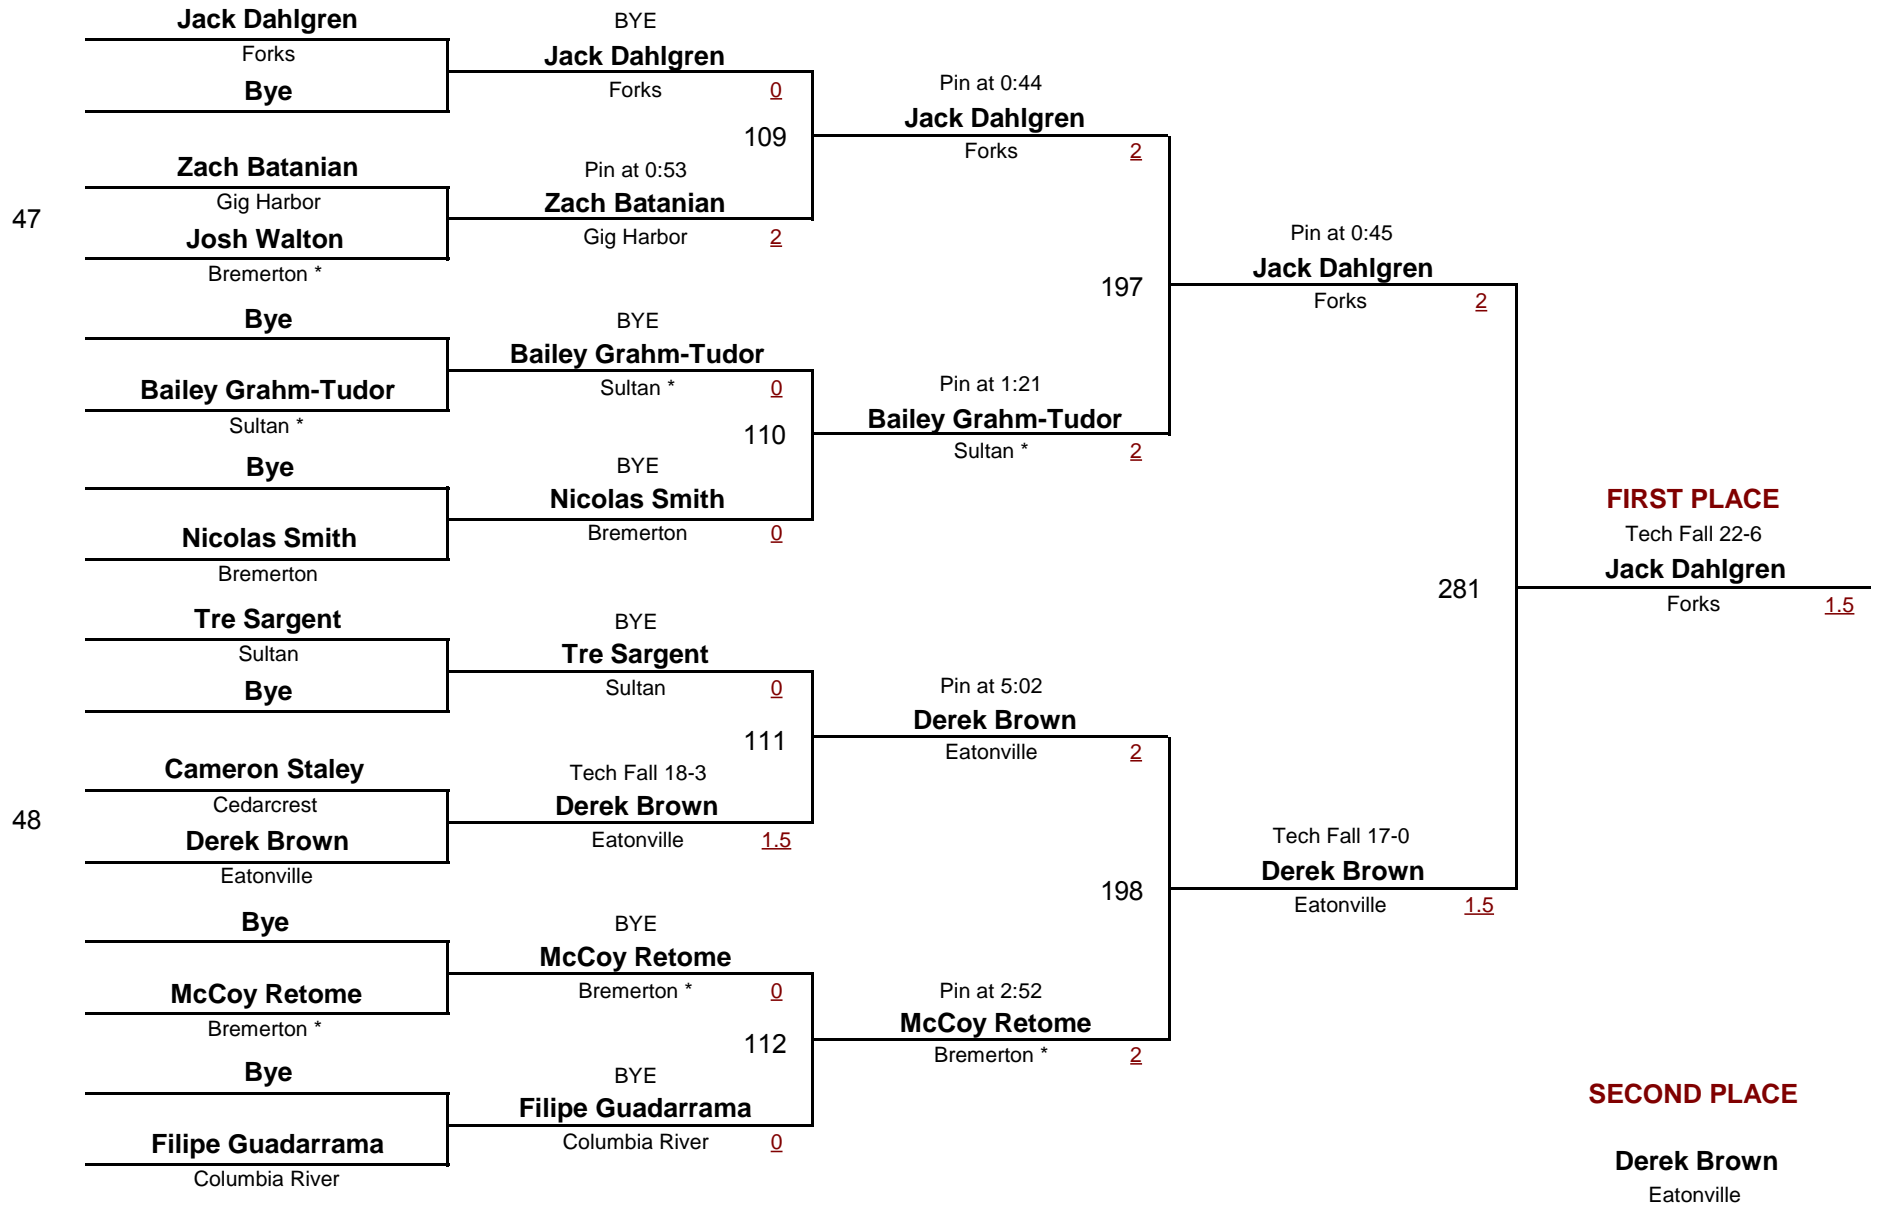 Jack Dahlgren
Forks
Bye
47
Zach Batanian
Gig Harbor
Josh Walton
Bremerton *
Bye
Bailey Grahm-Tudor
Sultan *
Bye
Nicolas Smith
Bremerton
Tre Sargent
Sultan
Bye
48
Cameron Staley
Cedarcrest
Derek Brown
Eatonville
Bye
McCoy Retome
Bremerton *
Bye
Filipe Guadarrama
Columbia River
BYE
Jack Dahlgren
Forks 0
109
Pin at 0:53
Zach Batanian
Gig Harbor 2
BYE
Bailey Grahm-Tudor
Sultan * 0
110
BYE
Nicolas Smith
Bremerton 0
BYE
Tre Sargent
Sultan 0
111
Tech Fall 18-3
Derek Brown
Eatonville 1.5
BYE
McCoy Retome
Bremerton * 0
112
BYE
Filipe Guadarrama
Columbia River 0
Pin at 0:44
Jack Dahlgren
Forks 2
197
Pin at 1:21
Bailey Grahm-Tudor
Sultan * 2
Pin at 5:02
Derek Brown
Eatonville 2
198
Pin at 2:52
McCoy Retome
Bremerton * 2
Pin at 0:45
Jack Dahlgren
Forks 2
281
Tech Fall 17-0
Derek Brown
Eatonville 1.5
FIRST PLACE
Tech Fall 22-6
Jack Dahlgren
Forks 1.5
SECOND PLACE
Derek Brown
Eatonville